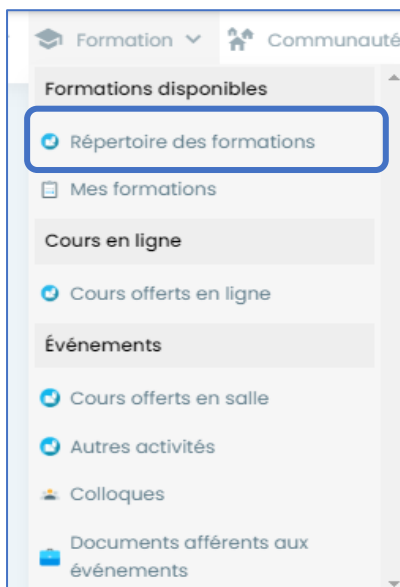 Formation Communauté
Formations disponibles
Répertoire des formations
Mes formations
Cours en ligne
Cours offerts en ligne
Événements
Cours offerts en salle
Autres activités
Colloques
Documents afférents aux
événements